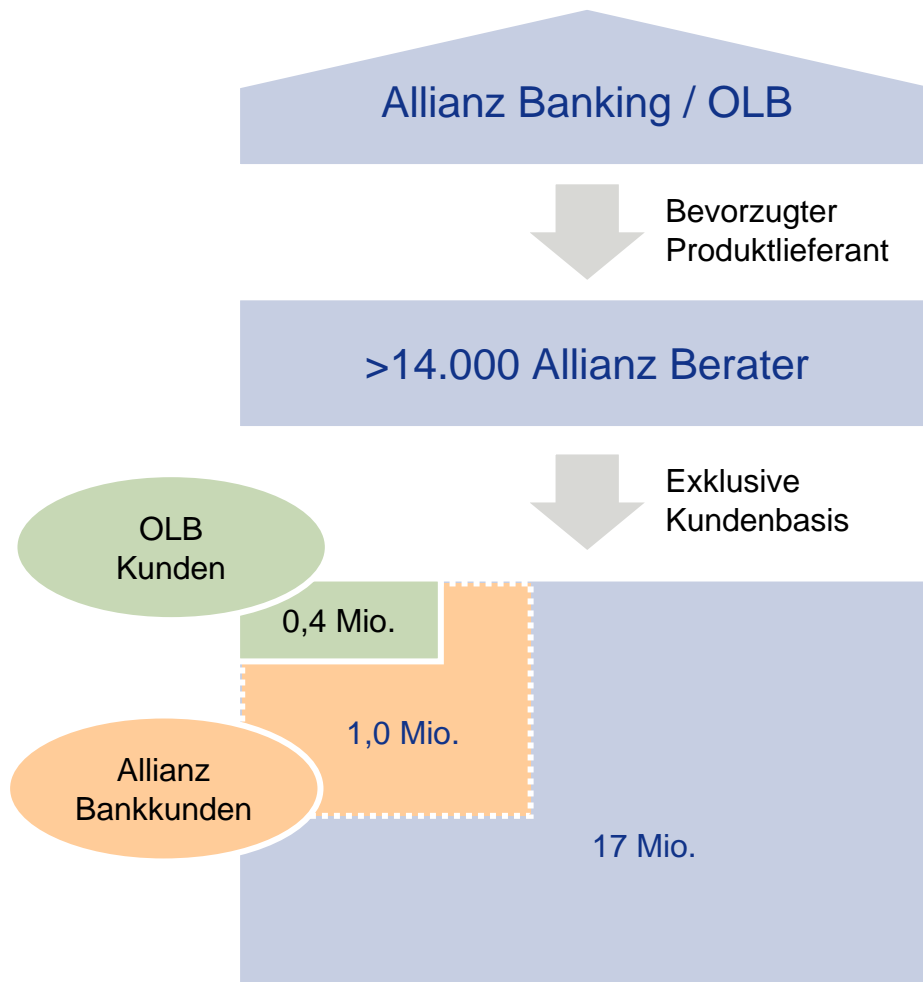 Allianz Banking / OLB
Bevorzugter
Produktlieferant
>14.000 Allianz Berater
Exklusive
Kundenbasis
OLB
Kunden
0,4 Mio.
1,0 Mio.
Allianz
Bankkunden
17 Mio.